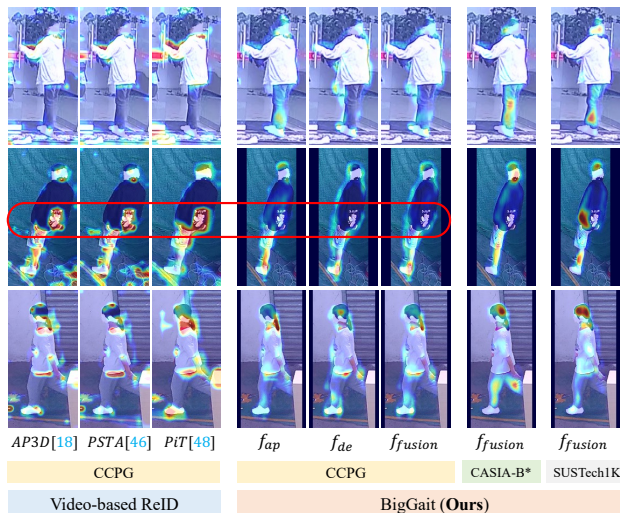 AP3D[18] PSTA[46] PiT[48] f_ap f_de f_fusion f_fusion f_fusion
CCPG CCPG CASIA-B* SUSTech1K
Video-based ReID BigGait (Ours)